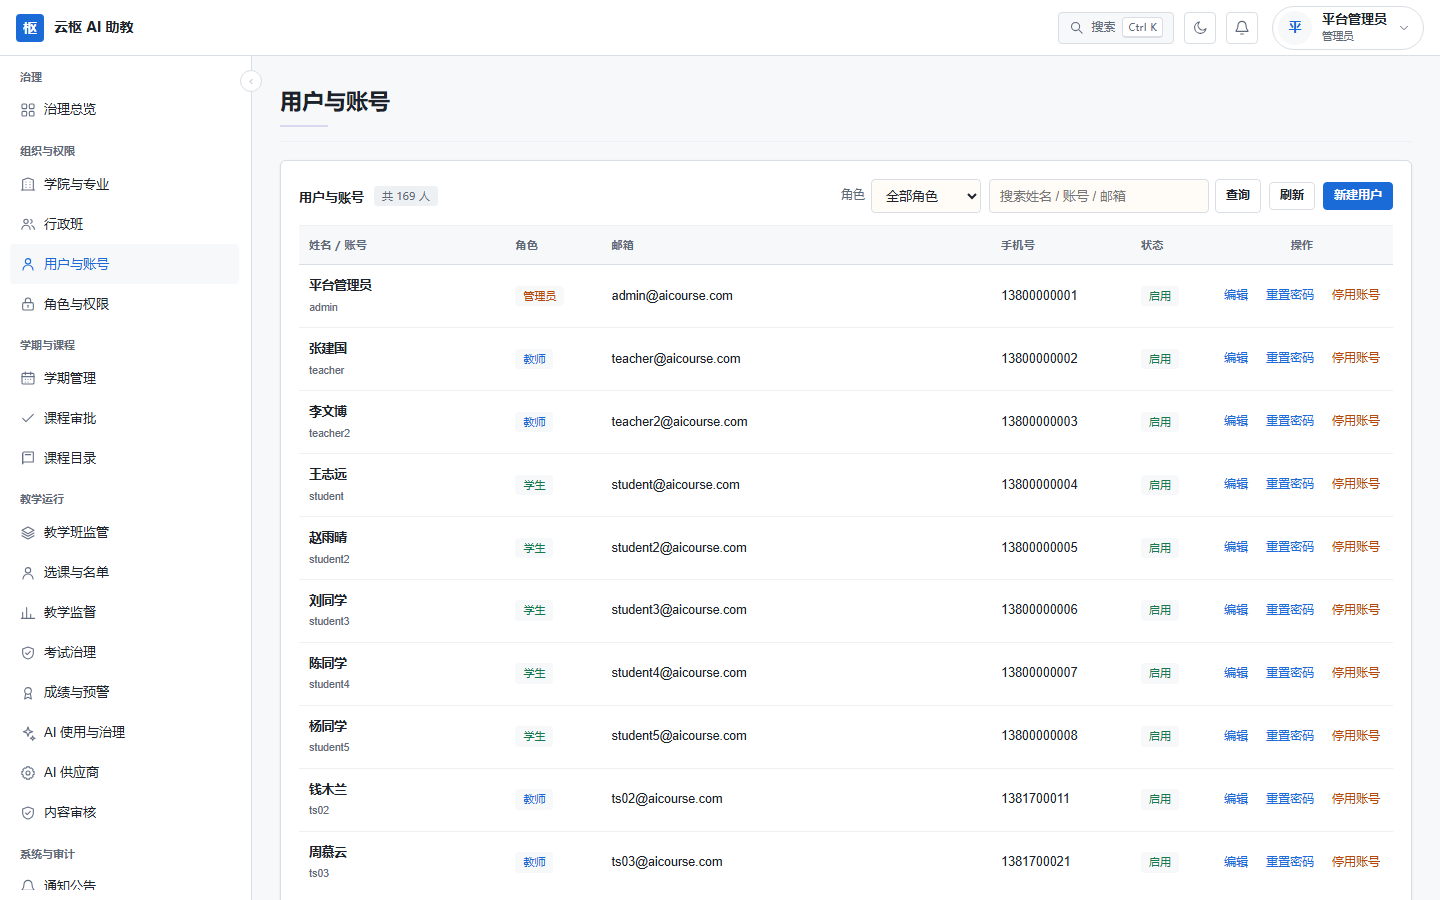 枢 云枢 AI 助教
搜索 Ctrl K
平 平台管理员
管理员
治理
治理总览
组织与权限
学院与专业
行政班
用户与账号
角色与权限
学期与课程
学期管理
课程审批
课程目录
教学运行
教学班监管
选课与名单
教学监督
考试治理
成绩与预警
AI 使用与治理
AI 供应商
内容审核
系统与审计
通知公告
用户与账号
用户与账号 共 169 人 角色 全部角色 搜索姓名 / 账号 / 邮箱 查询 刷新 新建用户
姓名 / 账号 角色 邮箱 手机号 状态 操作
平台管理员
admin 管理员 admin@aicourse.com 13800000001 启用 编辑 重置密码 停用账号
张建国
teacher 教师 teacher@aicourse.com 13800000002 启用 编辑 重置密码 停用账号
李文博
teacher2 教师 teacher2@aicourse.com 13800000003 启用 编辑 重置密码 停用账号
王志远
student 学生 student@aicourse.com 13800000004 启用 编辑 重置密码 停用账号
赵雨晴
student2 学生 student2@aicourse.com 13800000005 启用 编辑 重置密码 停用账号
刘同学
student3 学生 student3@aicourse.com 13800000006 启用 编辑 重置密码 停用账号
陈同学
student4 学生 student4@aicourse.com 13800000007 启用 编辑 重置密码 停用账号
杨同学
student5 学生 student5@aicourse.com 13800000008 启用 编辑 重置密码 停用账号
钱木兰
ts02 教师 ts02@aicourse.com 1381700011 启用 编辑 重置密码 停用账号
周慕云
ts03 教师 ts03@aicourse.com 1381700021 启用 编辑 重置密码 停用账号